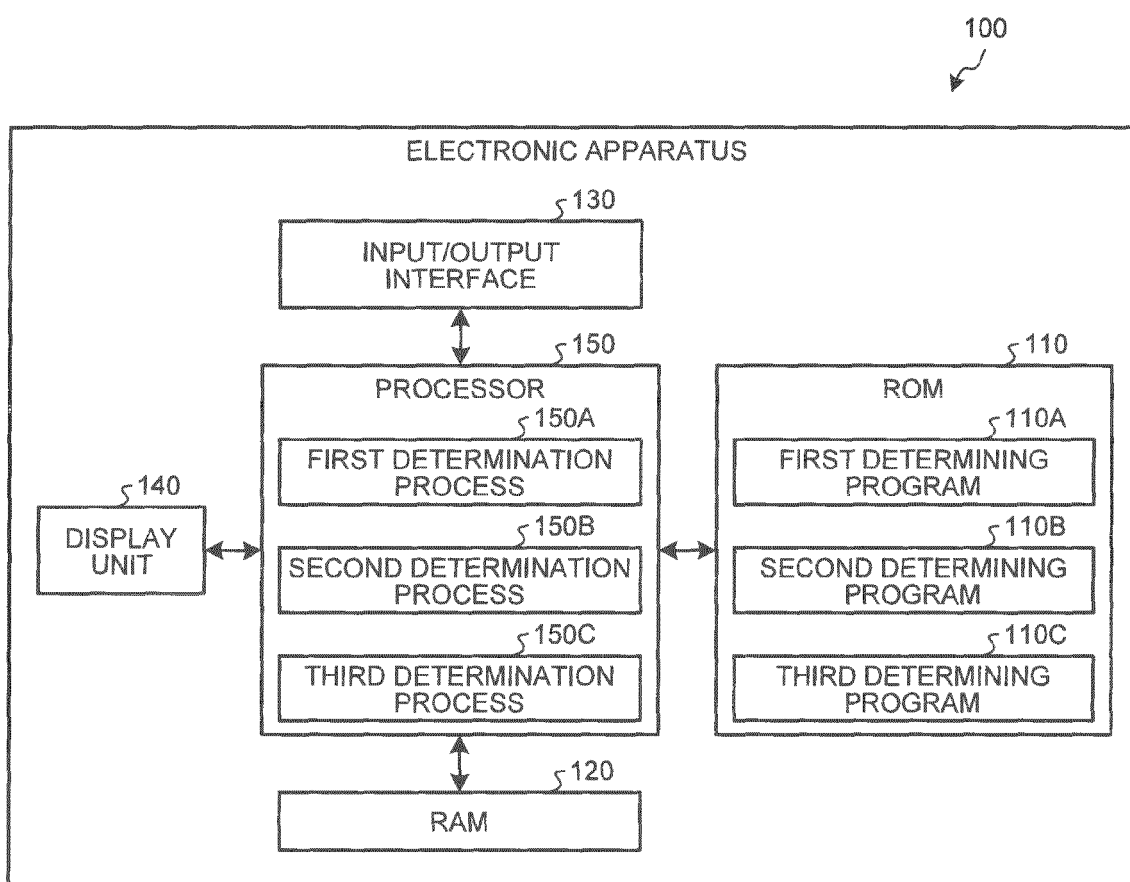 100
ELECTRONIC APPARATUS
130
INPUT/OUTPUT
INTERFACE
150
PROCESSOR
150A
FIRST DETERMINATION
PROCESS
150B
SECOND DETERMINATION
PROCESS
150C
THIRD DETERMINATION
PROCESS
110
ROM
110A
FIRST DETERMINING
PROGRAM
110B
SECOND DETERMINING
PROGRAM
110C
THIRD DETERMINING
PROGRAM
140
DISPLAY
UNIT
120
RAM